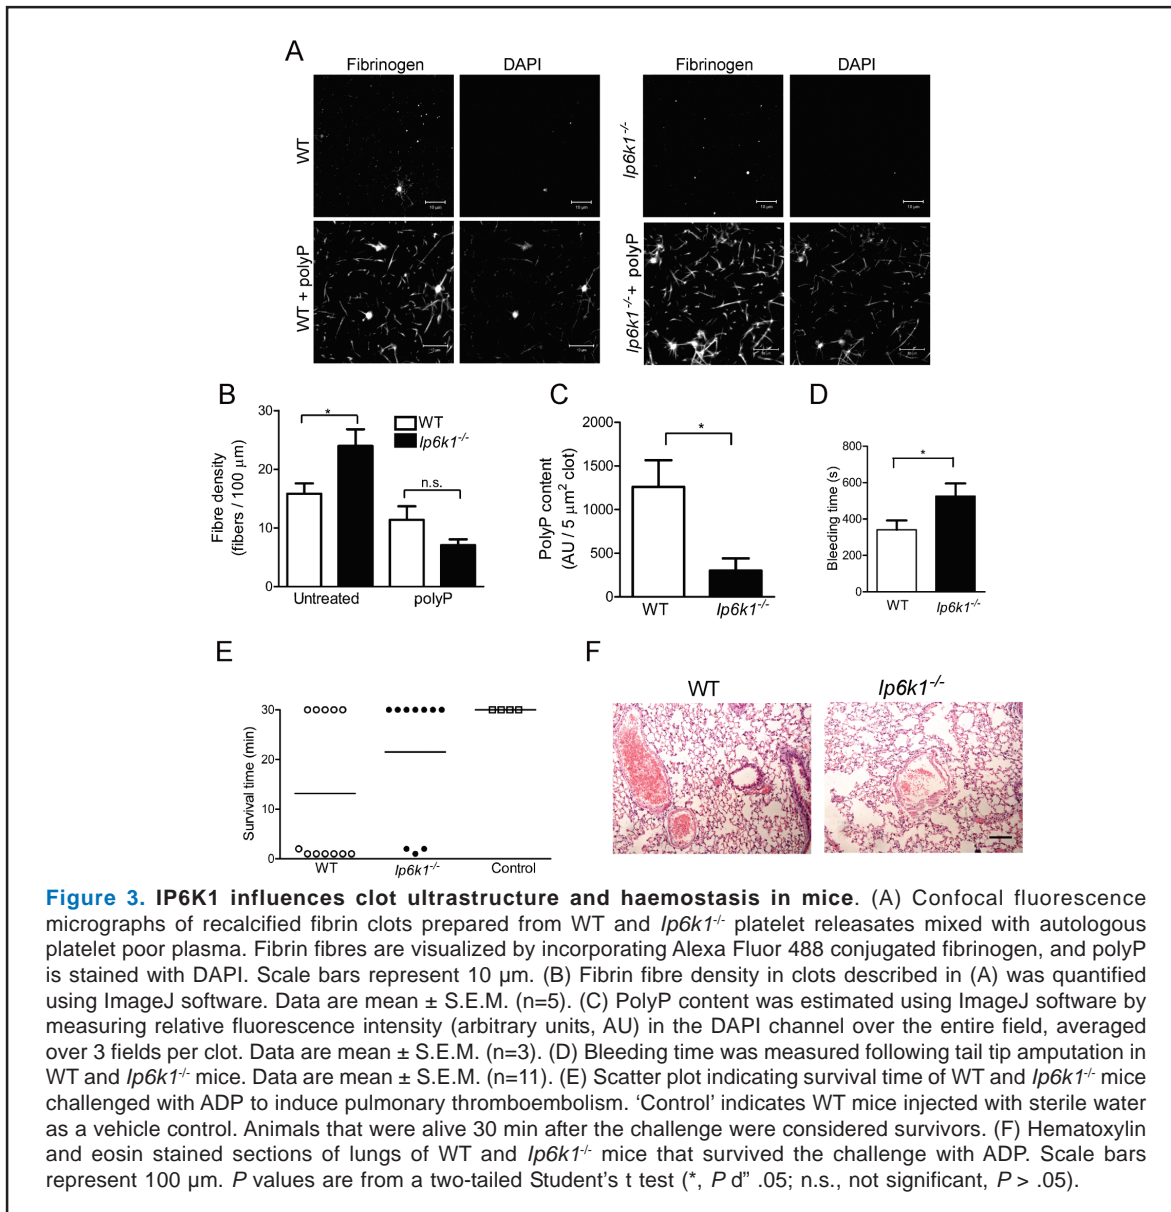 A
Fibrinogen
DAPI
Fibrinogen
DAPI
WT
Ip6k1-/-
10 µm
10 µm
10 µm
10 µm
WT + polyP
Ip6k1-/- + polyP
10 µm
10 µm
B
Fibre density
(fibers / 100 µm)
30
20
10
0
*
n.s.
WT
Ip6k1-/-
Untreated
polyP
C
PolyP content
(AU / 5 µm2 clot)
2000
1500
1000
500
0
*
WT
Ip6k1-/-
D
Bleeding time (s)
800
600
400
200
0
*
WT
Ip6k1-/-
E
Survival time (min)
30
20
10
0
WT
Ip6k1-/-
Control
F
WT
Ip6k1-/-
Figure 3. IP6K1 influences clot ultrastructure and haemostasis in mice. (A) Confocal fluorescence
micrographs of recalcified fibrin clots prepared from WT and Ip6k1-/- platelet releasates mixed with autologous
platelet poor plasma. Fibrin fibres are visualized by incorporating Alexa Fluor 488 conjugated fibrinogen, and polyP
is stained with DAPI. Scale bars represent 10 µm. (B) Fibrin fibre density in clots described in (A) was quantified
using ImageJ software. Data are mean ± S.E.M. (n=5). (C) PolyP content was estimated using ImageJ software by
measuring relative fluorescence intensity (arbitrary units, AU) in the DAPI channel over the entire field, averaged
over 3 fields per clot. Data are mean ± S.E.M. (n=3). (D) Bleeding time was measured following tail tip amputation in
WT and Ip6k1-/- mice. Data are mean ± S.E.M. (n=11). (E) Scatter plot indicating survival time of WT and Ip6k1-/- mice
challenged with ADP to induce pulmonary thromboembolism. ‘Control’ indicates WT mice injected with sterile water
as a vehicle control. Animals that were alive 30 min after the challenge were considered survivors. (F) Hematoxylin
and eosin stained sections of lungs of WT and Ip6k1-/- mice that survived the challenge with ADP. Scale bars
represent 100 µm. P values are from a two-tailed Student's t test (*, P d” .05; n.s., not significant, P > .05).